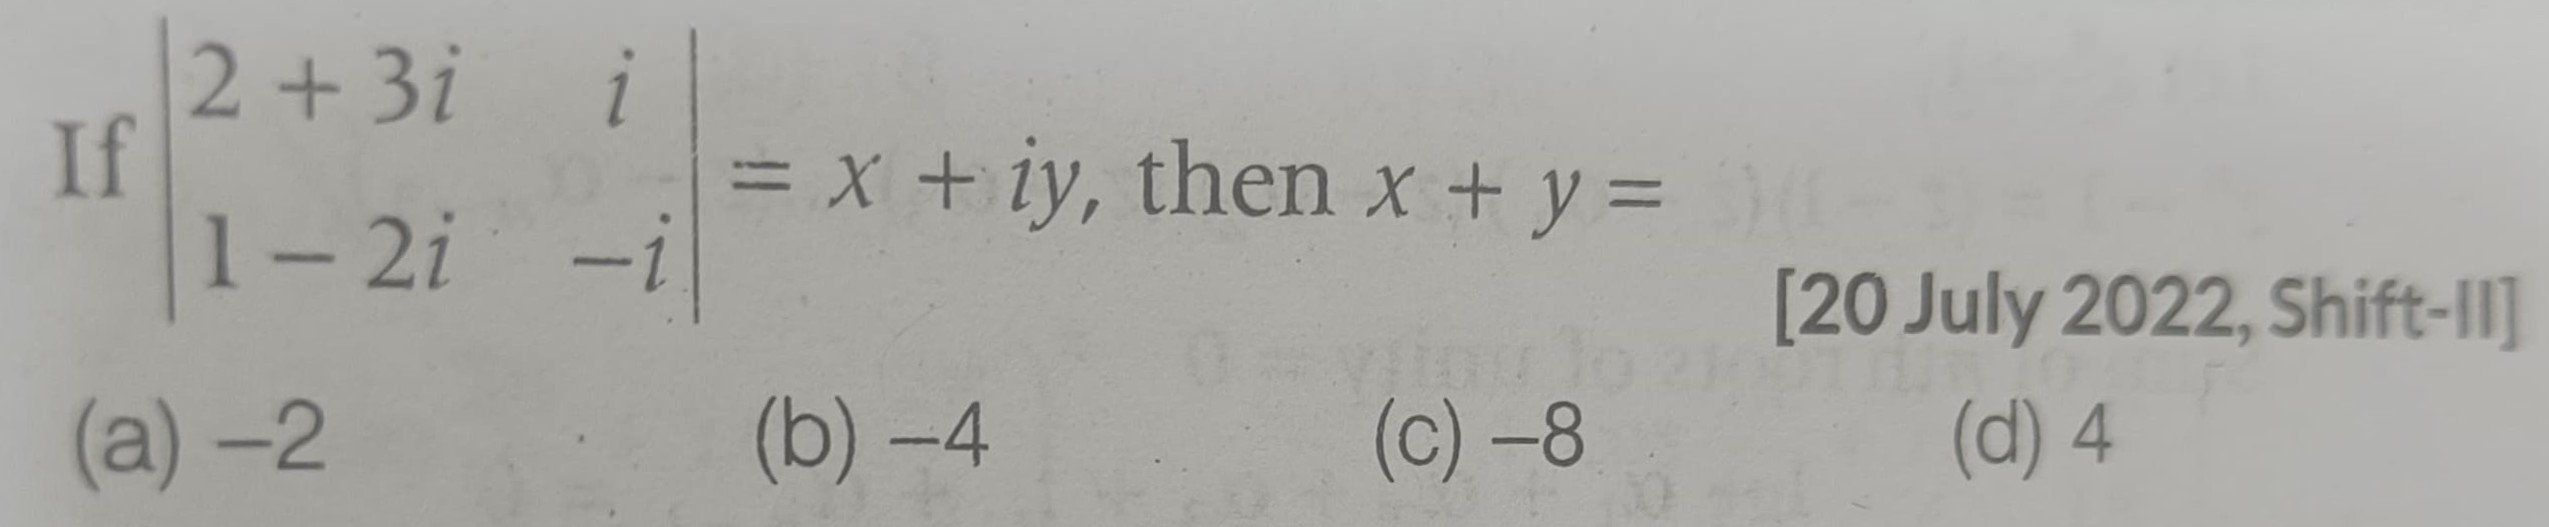 If |2 + 3i i|
|1 – 2i –i| = x + iy, then x + y =
[20 July 2022, Shift-II]
(a) –2 (b) –4 (c) –8 (d) 4